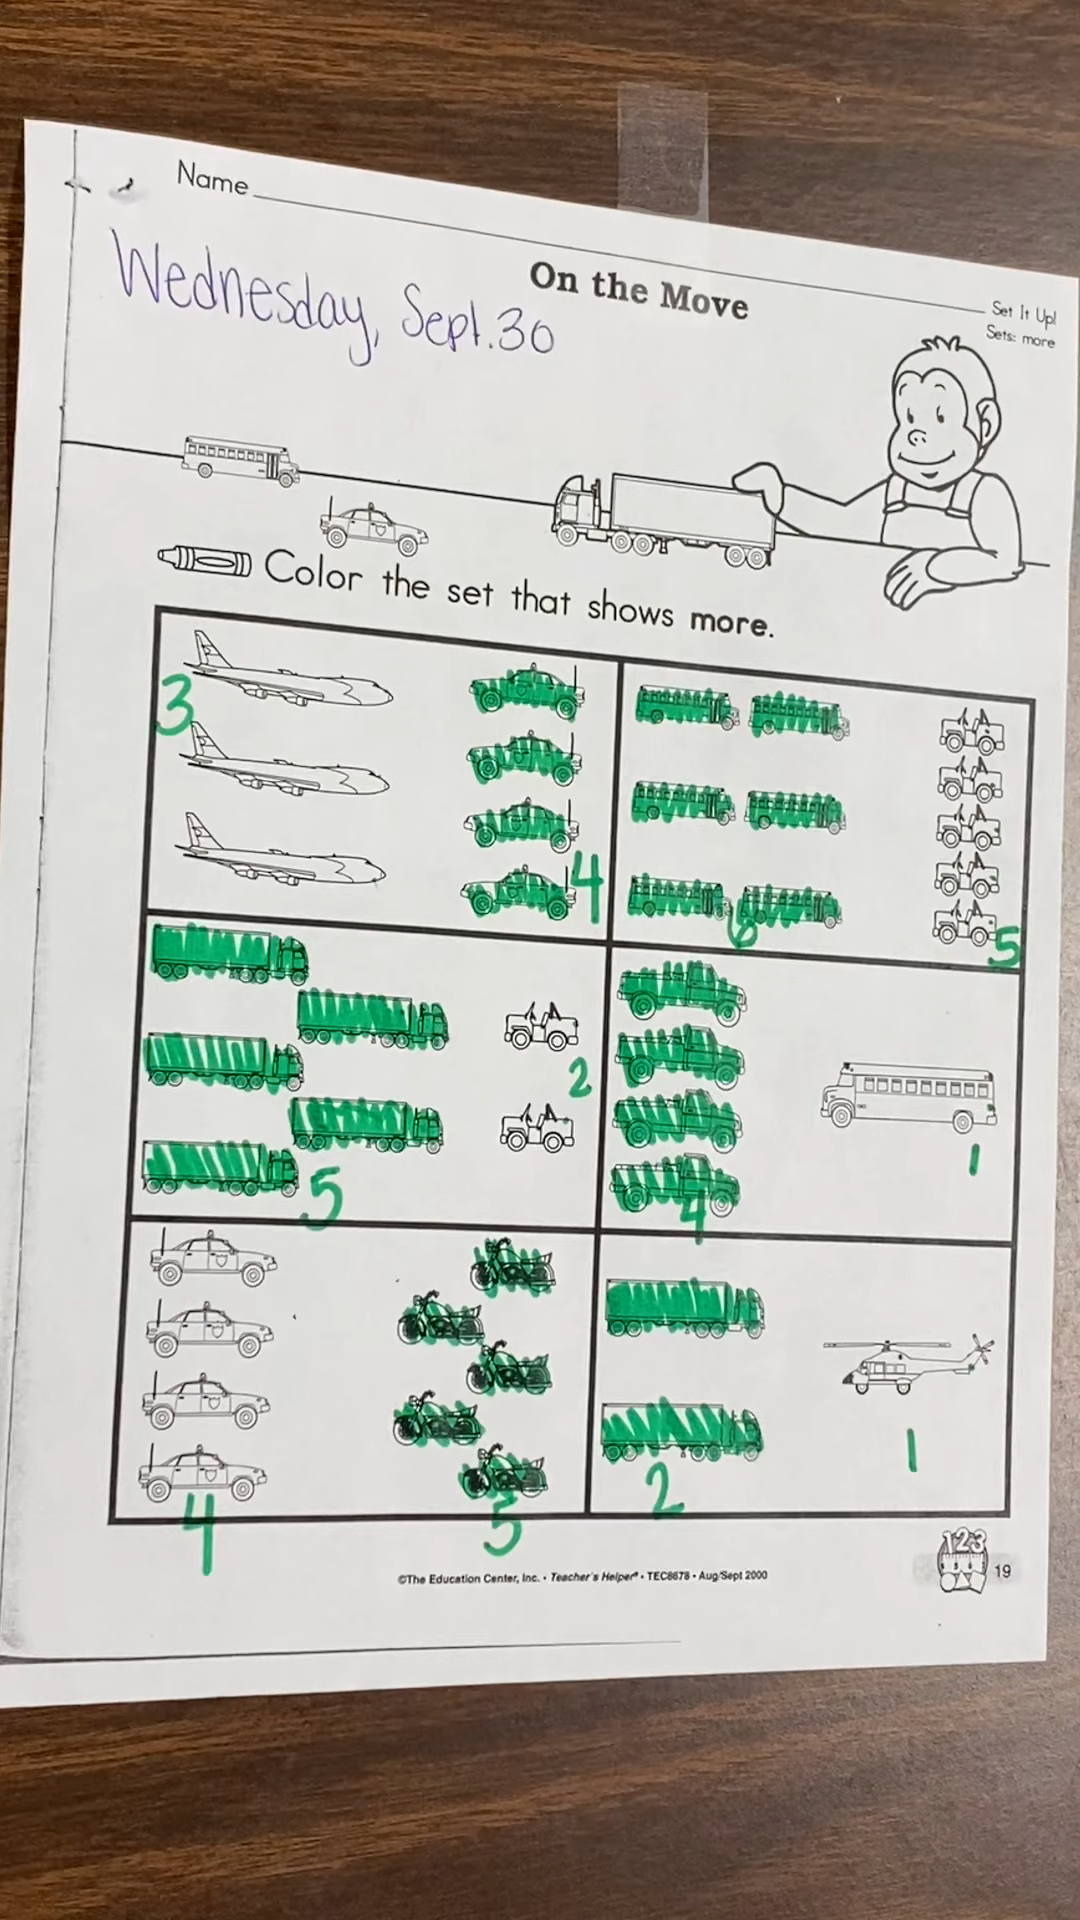 Name
On the Move
Set It Up!
Sets: more
Wednesday, Sept. 30
Color the set that shows more.
3
4
6
5
5
2
4
1
4
5
2
1
©The Education Center, Inc. • Teacher's Helper® • TEC8678 • Aug/Sept 2000
123
19